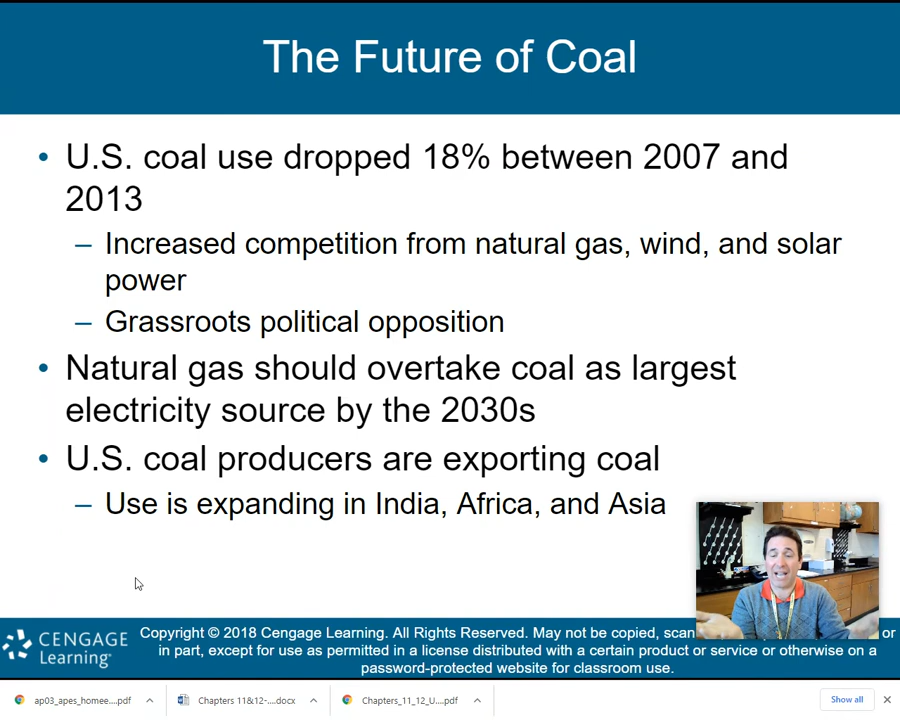 The Future of Coal
• U.S. coal use dropped 18% between 2007 and
2013
– Increased competition from natural gas, wind, and solar
power
– Grassroots political opposition
• Natural gas should overtake coal as largest
electricity source by the 2030s
• U.S. coal producers are exporting coal
– Use is expanding in India, Africa, and Asia
CENGAGE
Learning
Copyright © 2018 Cengage Learning. All Rights Reserved. May not be copied, or
in part, except for use as permitted in a license distributed with a certain product or service or otherwise on a
password-protected website for classroom use.
ap03_apes_homee....pdf
Chapters 11&12-....docx
Chapters_11_12_U....pdf
Show all